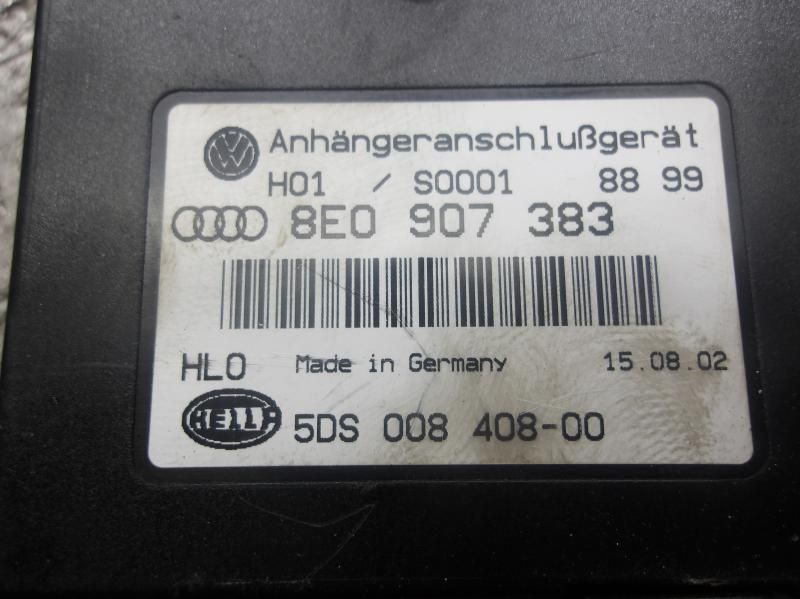 Anhängeranschlußgerät
H01 / S0001 88 99
8E0 907 383
HLO Made in Germany 15.08.02
HELLA 5DS 008 408-00